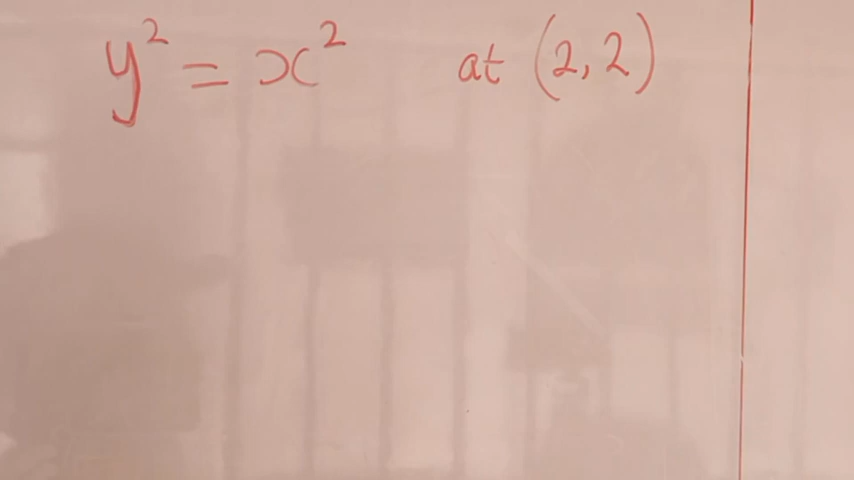 y² = x² at (2, 2)